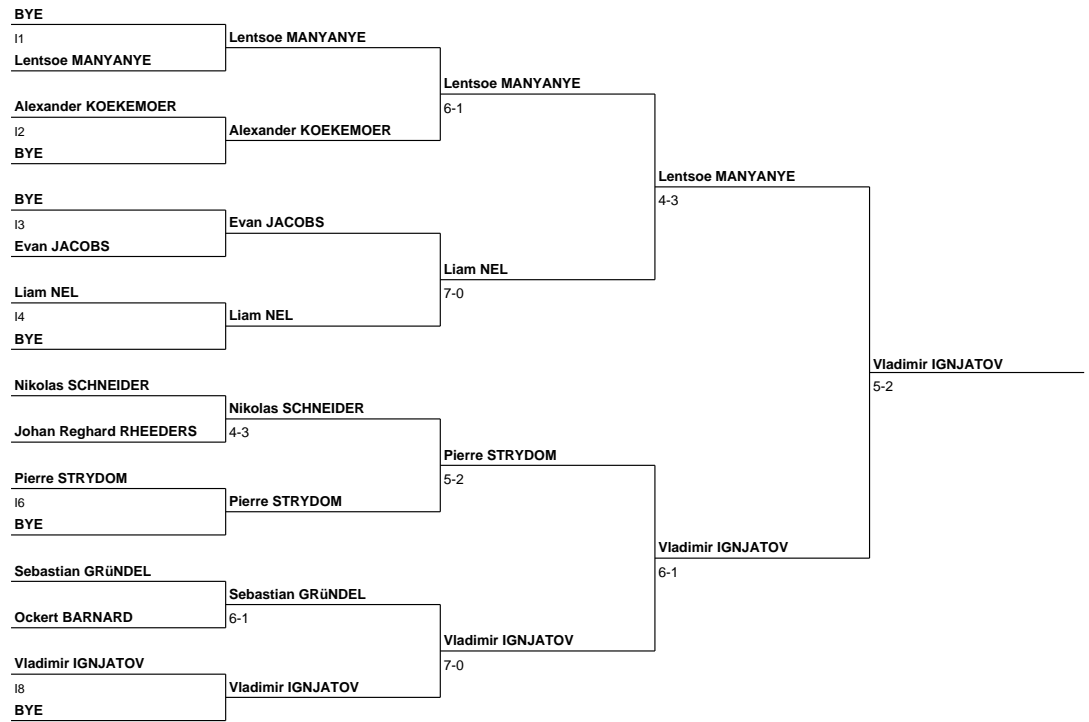 BYE
I1
Lentsoe MANYANYE
Lentsoe MANYANYE
Lentsoe MANYANYE
6-1
Alexander KOEKEMOER
I2
Alexander KOEKEMOER
BYE
Lentsoe MANYANYE
4-3
BYE
I3
Evan JACOBS
Evan JACOBS
Liam NEL
7-0
Liam NEL
I4
Liam NEL
BYE
Vladimir IGNJATOV
5-2
Nikolas SCHNEIDER
Nikolas SCHNEIDER
Johan Reghard RHEEDERS
4-3
Pierre STRYDOM
5-2
Pierre STRYDOM
I6
Pierre STRYDOM
BYE
Vladimir IGNJATOV
6-1
Sebastian GRüNDEL
Sebastian GRüNDEL
Ockert BARNARD
6-1
Vladimir IGNJATOV
7-0
Vladimir IGNJATOV
I8
Vladimir IGNJATOV
BYE